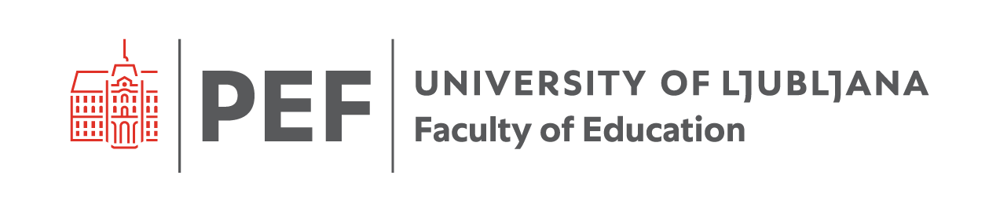 PEF
UNIVERSITY OF LJUBLJANA
Faculty of Education